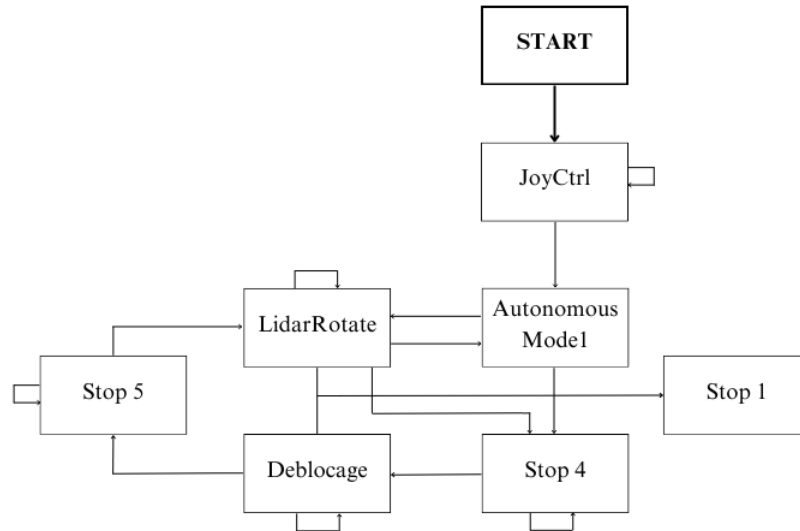 START
JoyCtrl
LidarRotate
Autonomous
Mode1
Stop 5
Stop 1
Deblocage
Stop 4